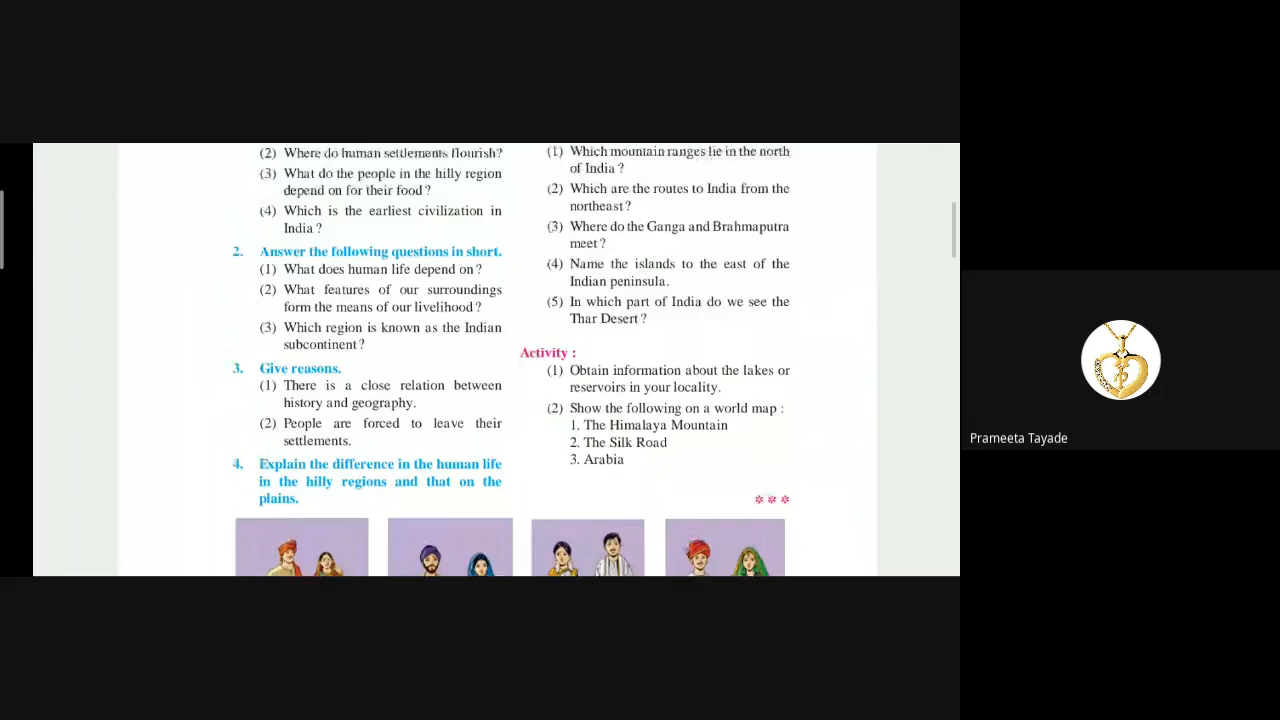 (2) Where do human settlements flourish?
(3) What do the people in the hilly region
depend on for their food?
(4) Which is the earliest civilization in
India?
2. Answer the following questions in short.
(1) What does human life depend on?
(2) What features of our surroundings
form the means of our livelihood?
(3) Which region is known as the Indian
subcontinent?
3. Give reasons.
(1) There is a close relation between
history and geography.
(2) People are forced to leave their
settlements.
4. Explain the difference in the human life
in the hilly regions and that on the
plains.
(1) Which mountain ranges lie in the north
of India?
(2) Which are the routes to India from the
northeast?
(3) Where do the Ganga and Brahmaputra
meet?
(4) Name the islands to the east of the
Indian peninsula.
(5) In which part of India do we see the
Thar Desert?
Activity :
(1) Obtain information about the lakes or
reservoirs in your locality.
(2) Show the following on a world map :
1. The Himalaya Mountain
2. The Silk Road
3. Arabia
Prameeta Tayade